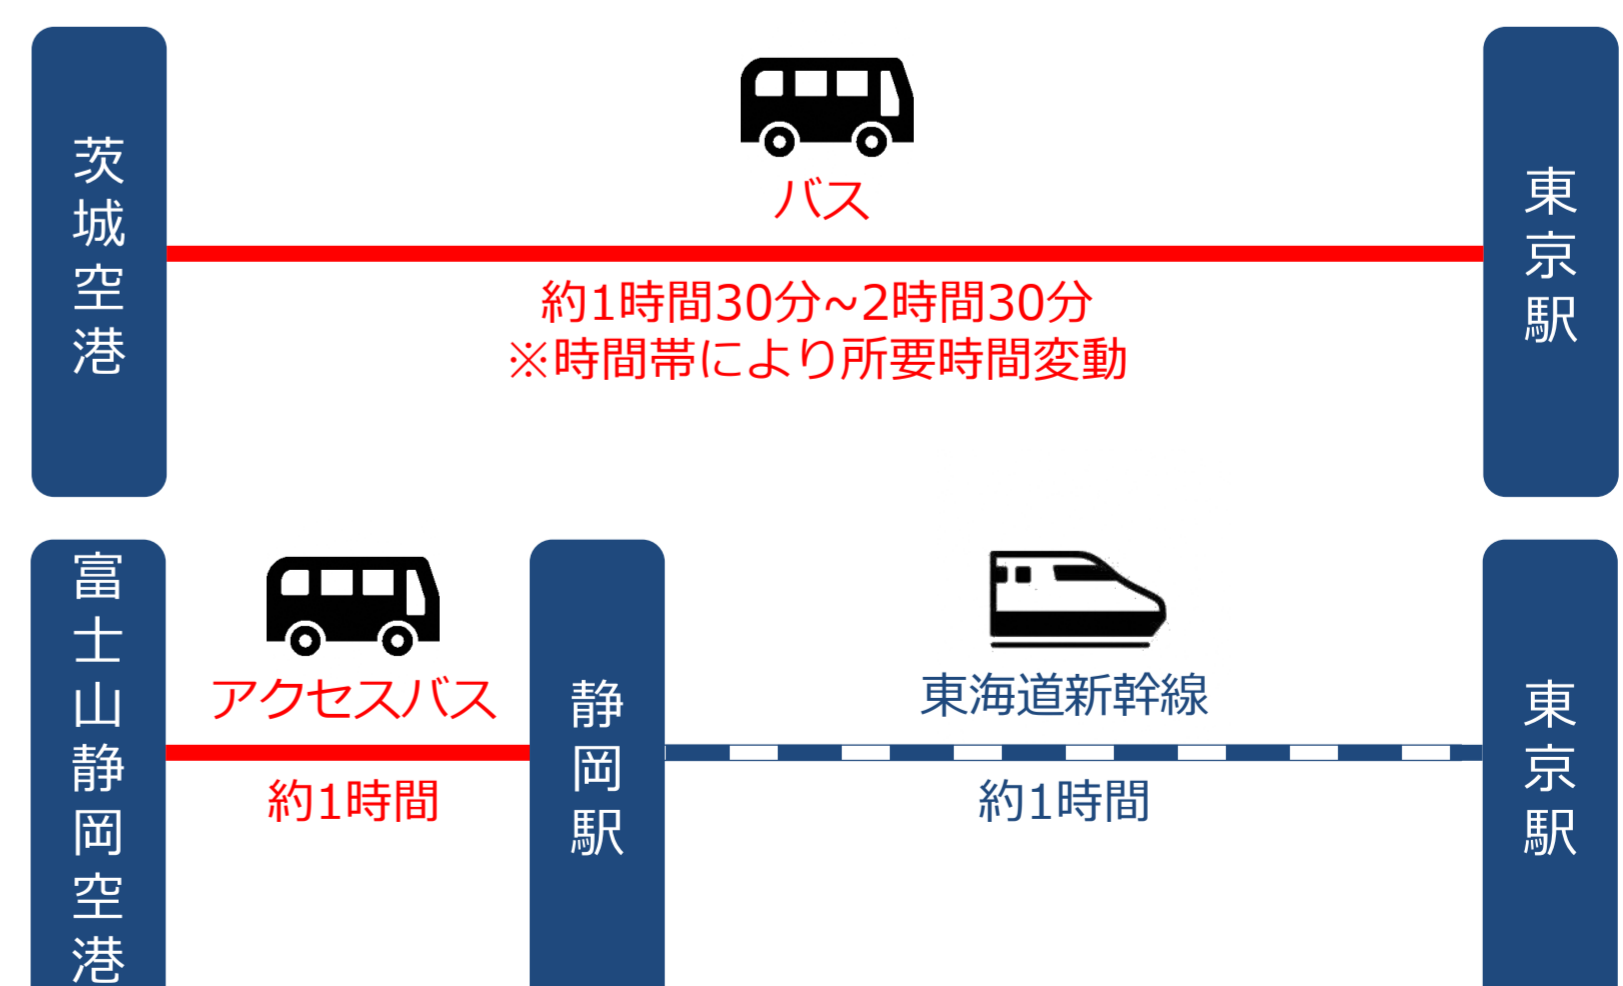 茨城空港
バス
約1時間30分~2時間30分
※時間帯により所要時間変動
東京駅
富士山静岡空港
アクセスバス
約1時間
静岡駅
東海道新幹線
約1時間
東京駅